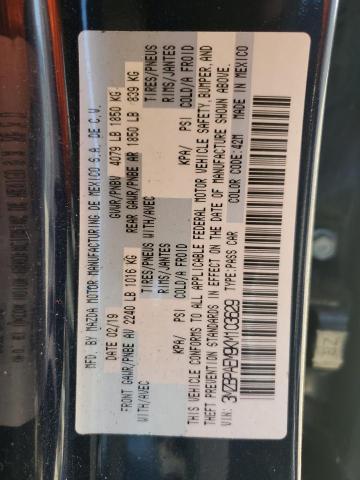 MFD. BY MAZDA MOTOR MANUFACTURING DE MEXICO S.A. DE C.V.
DATE 02/19 GVWR/PNBV 4079 LB 1850 KG
FRONT GAWR/PNBE AV 2240 LB 1016 KG REAR GAWR/PNBE AR 1850 LB 839 KG
WITH/AVEC TIRES/PNEUS WITH/AVEC TIRES/PNEUS
RIMS/JANTES RIMS/JANTES
KPA/ PSI COLD/A FROID KPA/ PSI COLD/A FROID
THIS VEHICLE CONFORMS TO ALL APPLICABLE FEDERAL MOTOR VEHICLE SAFETY, BUMPER, AND
THEFT PREVENTION STANDARDS IN EFFECT ON THE DATE OF MANUFACTURE SHOWN ABOVE.
COLOR CODE: 42M MADE IN MEXICO
VIN: TYPE: PASS CAR